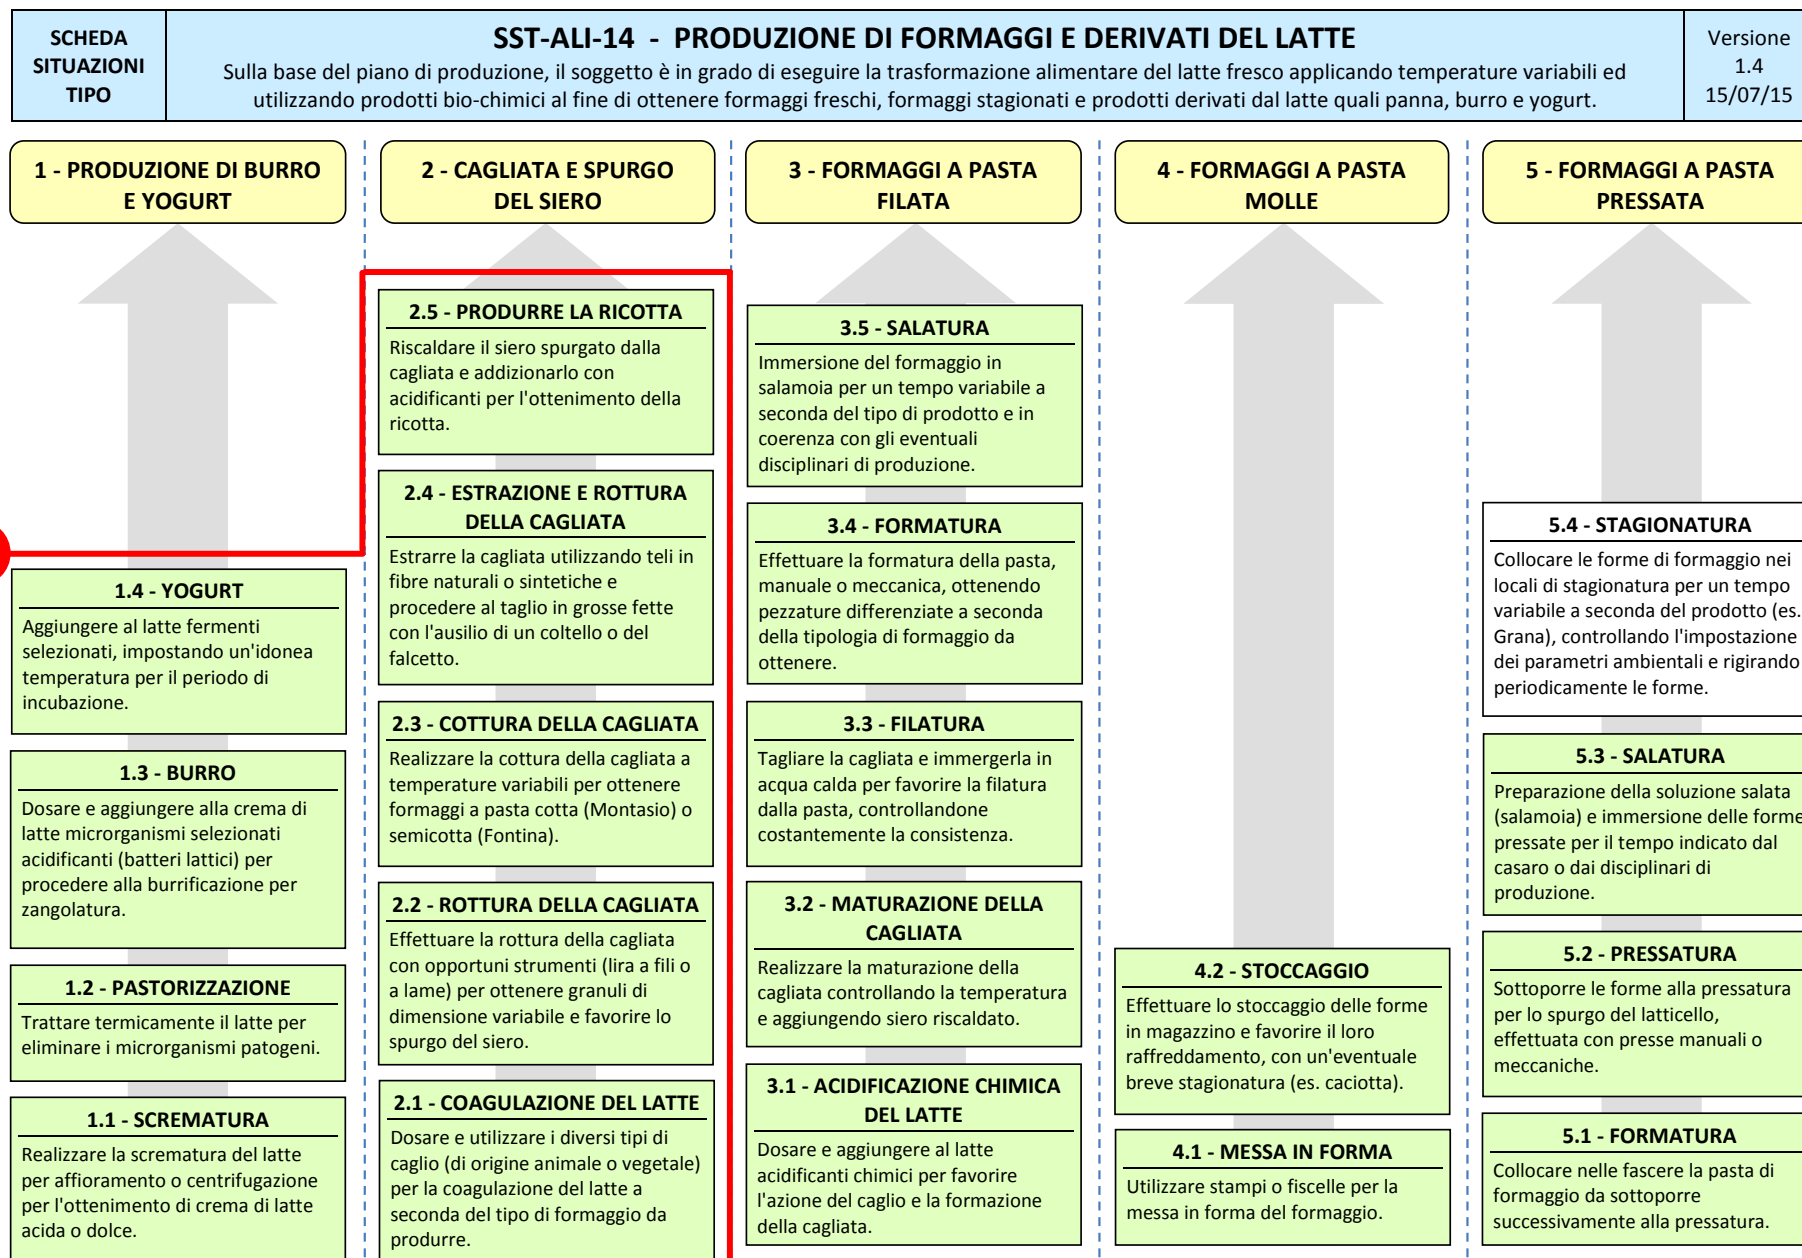 SCHEDA
SITUAZIONI
TIPO
SST-ALI-14 - PRODUZIONE DI FORMAGGI E DERIVATI DEL LATTE
Sulla base del piano di produzione, il soggetto è in grado di eseguire la trasformazione alimentare del latte fresco applicando temperature variabili ed
utilizzando prodotti bio-chimici al fine di ottenere formaggi freschi, formaggi stagionati e prodotti derivati dal latte quali panna, burro e yogurt.
Versione
1.4
15/07/15
1 - PRODUZIONE DI BURRO
E YOGURT
1.4 - YOGURT
Aggiungere al latte fermenti
selezionati, impostando un'idonea
temperatura per il periodo di
incubazione.
1.3 - BURRO
Dosare e aggiungere alla crema di
latte microrganismi selezionati
acidificanti (batteri lattici) per
procedere alla burrificazione per
zangolatura.
1.2 - PASTORIZZAZIONE
Trattare termicamente il latte per
eliminare i microrganismi patogeni.
1.1 - SCREMATURA
Realizzare la scrematura del latte
per affioramento o centrifugazione
per l'ottenimento di crema di latte
acida o dolce.
2 - CAGLIATA E SPURGO
DEL SIERO
2.5 - PRODURRE LA RICOTTA
Riscaldare il siero spurgato dalla
cagliata e addizionarlo con
acidificanti per l'ottenimento della
ricotta.
2.4 - ESTRAZIONE E ROTTURA
DELLA CAGLIATA
Estrarre la cagliata utilizzando teli in
fibre naturali o sintetiche e
procedere al taglio in grosse fette
con l'ausilio di un coltello o del
falcetto.
2.3 - COTTURA DELLA CAGLIATA
Realizzare la cottura della cagliata a
temperature variabili per ottenere
formaggi a pasta cotta (Montasio) o
semicotta (Fontina).
2.2 - ROTTURA DELLA CAGLIATA
Effettuare la rottura della cagliata
con opportuni strumenti (lira a fili o
a lame) per ottenere granuli di
dimensione variabile e favorire lo
spurgo del siero.
2.1 - COAGULAZIONE DEL LATTE
Dosare e utilizzare i diversi tipi di
caglio (di origine animale o vegetale)
per la coagulazione del latte a
seconda del tipo di formaggio da
produrre.
3 - FORMAGGI A PASTA
FILATA
3.5 - SALATURA
Immersione del formaggio in
salamoia per un tempo variabile a
seconda del tipo di prodotto e in
coerenza con gli eventuali
disciplinari di produzione.
3.4 - FORMATURA
Effettuare la formatura della pasta,
manuale o meccanica, ottenendo
pezzature differenziate a seconda
della tipologia di formaggio da
ottenere.
3.3 - FILATURA
Tagliare la cagliata e immergerla in
acqua calda per favorire la filatura
dalla pasta, controllandone
costantemente la consistenza.
3.2 - MATURAZIONE DELLA
CAGLIATA
Realizzare la maturazione della
cagliata controllando la temperatura
e aggiungendo siero riscaldato.
3.1 - ACIDIFICAZIONE CHIMICA
DEL LATTE
Dosare e aggiungere al latte
acidificanti chimici per favorire
l'azione del caglio e la formazione
della cagliata.
4 - FORMAGGI A PASTA
MOLLE
4.2 - STOCCAGGIO
Effettuare lo stoccaggio delle forme
in magazzino e favorire il loro
raffreddamento, con un'eventuale
breve stagionatura (es. caciotta).
4.1 - MESSA IN FORMA
Utilizzare stampi o fiscelle per la
messa in forma del formaggio.
5 - FORMAGGI A PASTA
PRESSATA
5.4 - STAGIONATURA
Collocare le forme di formaggio nei
locali di stagionatura per un tempo
variabile a seconda del prodotto (es.
Grana), controllando l'impostazione
dei parametri ambientali e rigirando
periodicamente le forme.
5.3 - SALATURA
Preparazione della soluzione salata
(salamoia) e immersione delle forme
pressate per il tempo indicato dal
casaro o dai disciplinari di
produzione.
5.2 - PRESSATURA
Sottoporre le forme alla pressatura
per lo spurgo del latticello,
effettuata con presse manuali o
meccaniche.
5.1 - FORMATURA
Collocare nelle fascere la pasta di
formaggio da sottoporre
successivamente alla pressatura.